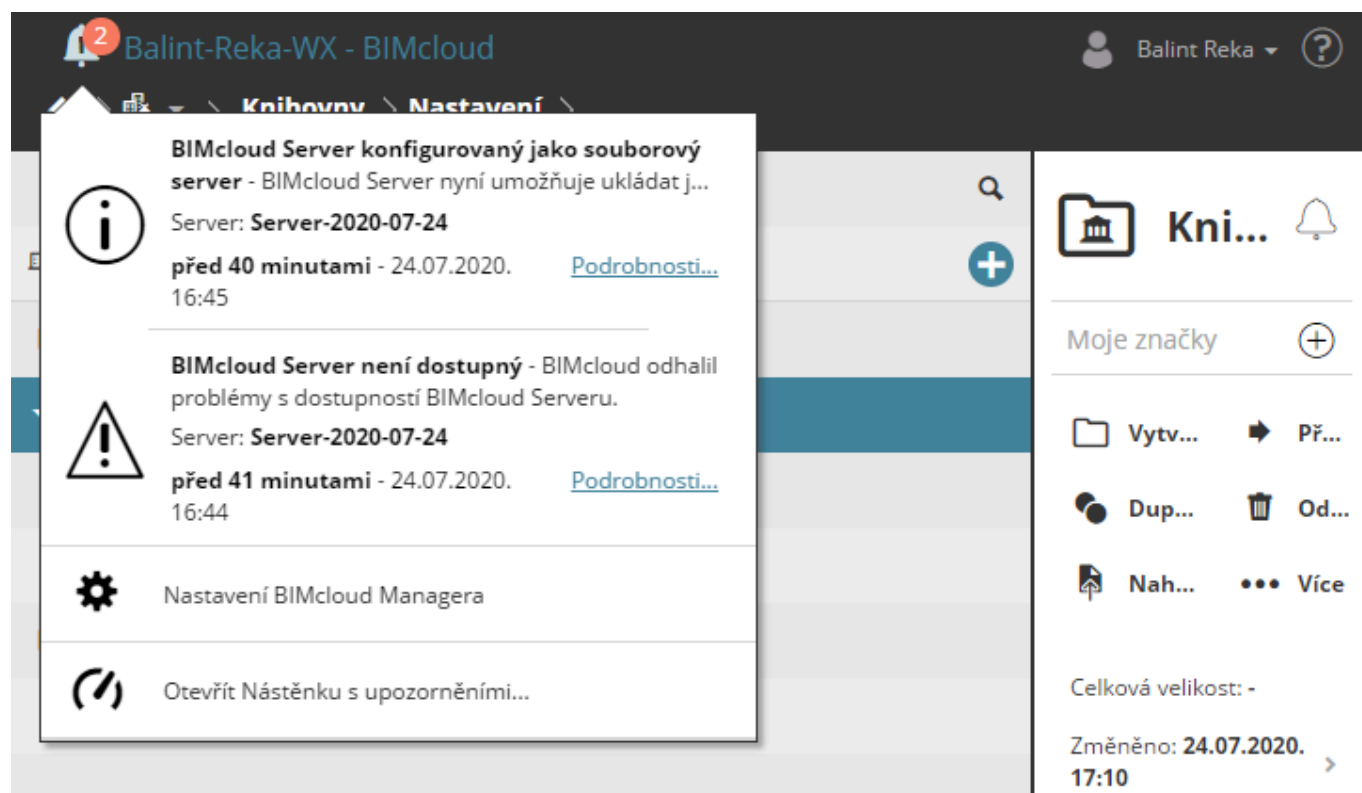 2
Balint-Reka-WX - BIMcloud
Balint Reka
?
Knihovny
Nastavení
BIMcloud Server konfigurovaný jako souborový
server - BIMcloud Server nyní umožňuje ukládat j...
Server: Server-2020-07-24
před 40 minutami - 24.07.2020.
16:45
Podrobnosti...
BIMcloud Server není dostupný - BIMcloud odhalil
problémy s dostupností BIMcloud Serveru.
Server: Server-2020-07-24
před 41 minutami - 24.07.2020.
16:44
Podrobnosti...
Nastavení BIMcloud Managera
Otevřít Nástěnku s upozorněními...
Kni...
Moje značky
Vytv...
Př...
Dup...
Od...
Nah...
Více
Celková velikost: -
Změněno: 24.07.2020.
17:10